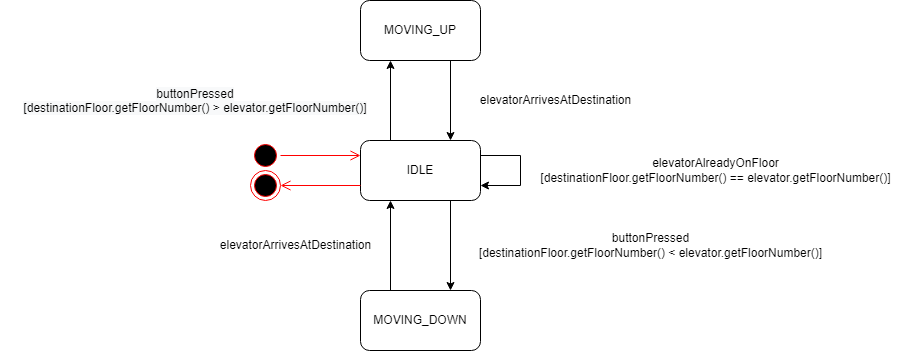 MOVING_UP
buttonPressed
[destinationFloor.getFloorNumber() > elevator.getFloorNumber()]
elevatorArrivesAtDestination
IDLE
elevatorAlreadyOnFloor
[destinationFloor.getFloorNumber() == elevator.getFloorNumber()]
elevatorArrivesAtDestination
buttonPressed
[destinationFloor.getFloorNumber() < elevator.getFloorNumber()]
MOVING_DOWN